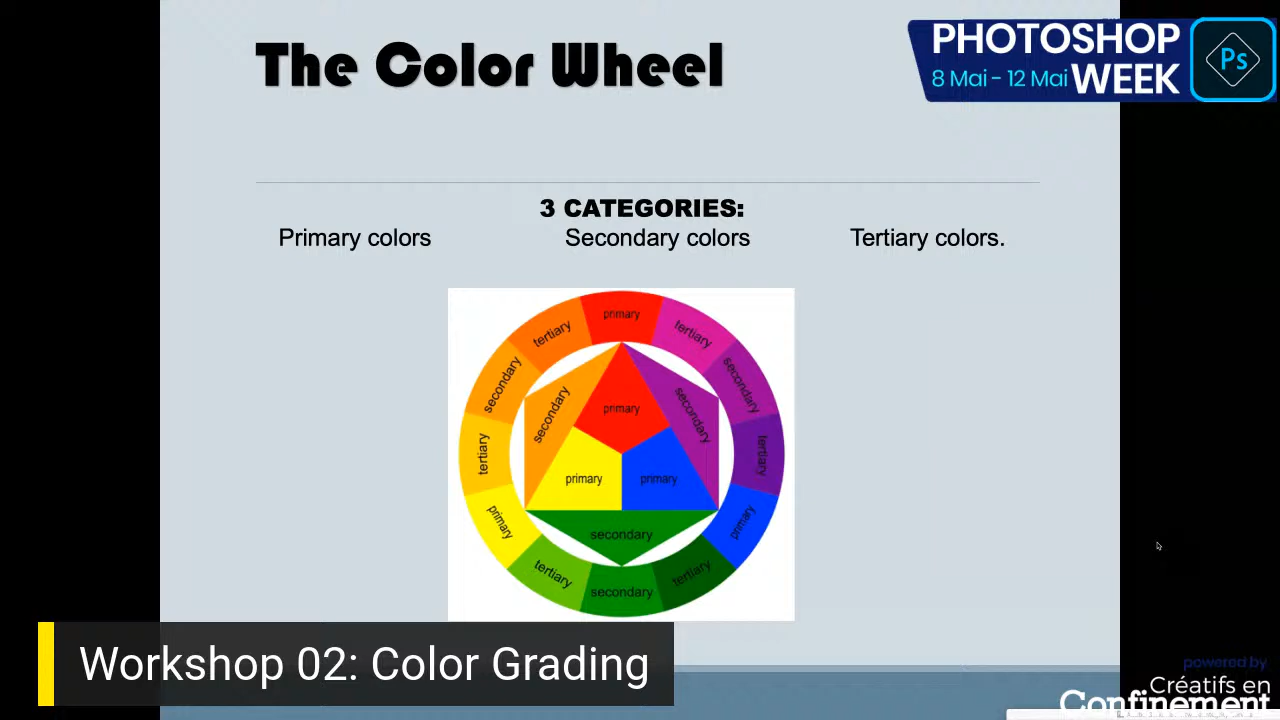 The Color Wheel
PHOTOSHOP
8 Mai - 12 Mai WEEK
Ps
3 CATEGORIES:
Primary colors Secondary colors Tertiary colors.
primary
tertiary
tertiary
secondary
secondary
primary
secondary
secondary
tertiary
tertiary
primary
primary
primary
primary
secondary
tertiary
tertiary
secondary
Workshop 02: Color Grading
powered by
Créatifs en
Confinement